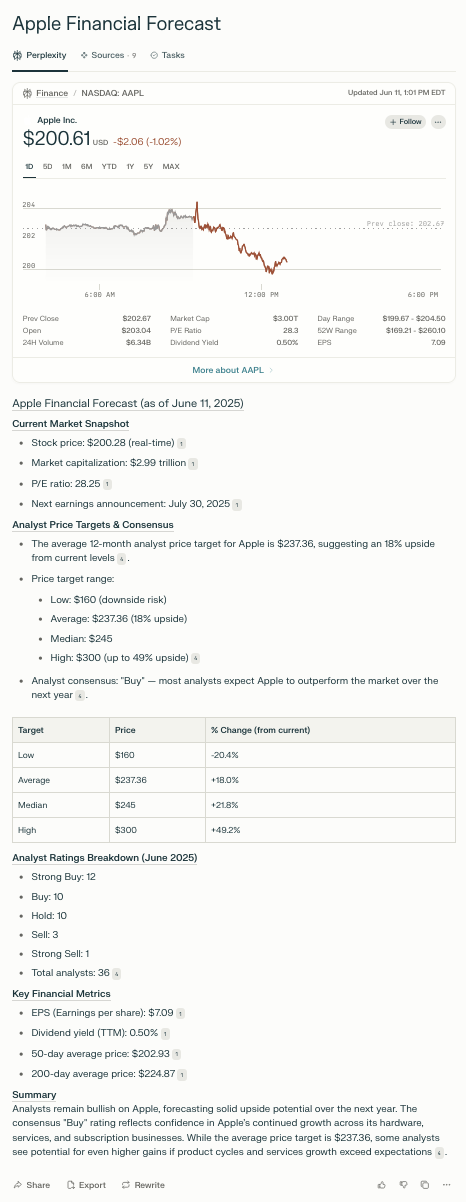 Apple Financial Forecast
Perplexity Sources · 9 Tasks
Finance / NASDAQ: AAPL Updated Jun 11, 1:01 PM EDT
Apple Inc.
+ Follow ···
$200.61 USD -$2.06 (-1.02%)
1D 5D 1M 6M YTD 1Y 5Y MAX
204
Prev close: 202.67
202
200
6:00 AM 12:00 PM 6:00 PM
Prev Close $202.67 Market Cap $3.00T Day Range $199.67 - $204.50
Open $203.04 P/E Ratio 28.3 52W Range $169.21 - $260.10
24H Volume $6.34B Dividend Yield 0.50% EPS 7.09
More about AAPL
Apple Financial Forecast (as of June 11, 2025)
Current Market Snapshot
• Stock price: $200.28 (real-time) 1
• Market capitalization: $2.99 trillion 1
• P/E ratio: 28.25 1
• Next earnings announcement: July 30, 2025 1
Analyst Price Targets & Consensus
• The average 12-month analyst price target for Apple is $237.36, suggesting an 18% upside
from current levels 4 .
• Price target range:
• Low: $160 (downside risk)
• Average: $237.36 (18% upside)
• Median: $245
• High: $300 (up to 49% upside) 4
• Analyst consensus: "Buy" — most analysts expect Apple to outperform the market over the
next year 4 .
Target Price % Change (from current)
Low $160 -20.4%
Average $237.36 +18.0%
Median $245 +21.8%
High $300 +49.2%
Analyst Ratings Breakdown (June 2025)
• Strong Buy: 12
• Buy: 10
• Hold: 10
• Sell: 3
• Strong Sell: 1
• Total analysts: 36 4
Key Financial Metrics
• EPS (Earnings per share): $7.09 1
• Dividend yield (TTM): 0.50% 1
• 50-day average price: $202.93 1
• 200-day average price: $224.87 1
Summary
Analysts remain bullish on Apple, forecasting solid upside potential over the next year. The
consensus "Buy" rating reflects confidence in Apple's continued growth across its hardware,
services, and subscription businesses. While the average price target is $237.36, some analysts
see potential for even higher gains if product cycles and services growth exceed expectations 4 .
Share Export Rewrite ···